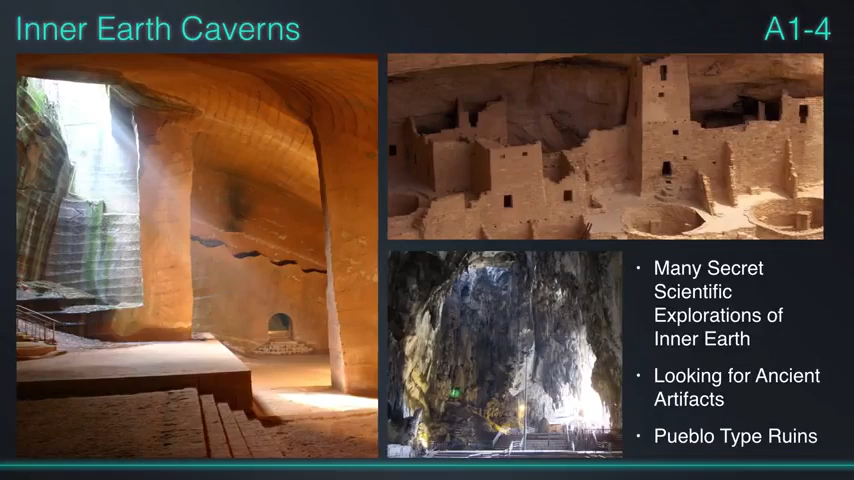 Inner Earth Caverns
A1-4
• Many Secret
Scientific
Explorations of
Inner Earth
• Looking for Ancient
Artifacts
• Pueblo Type Ruins